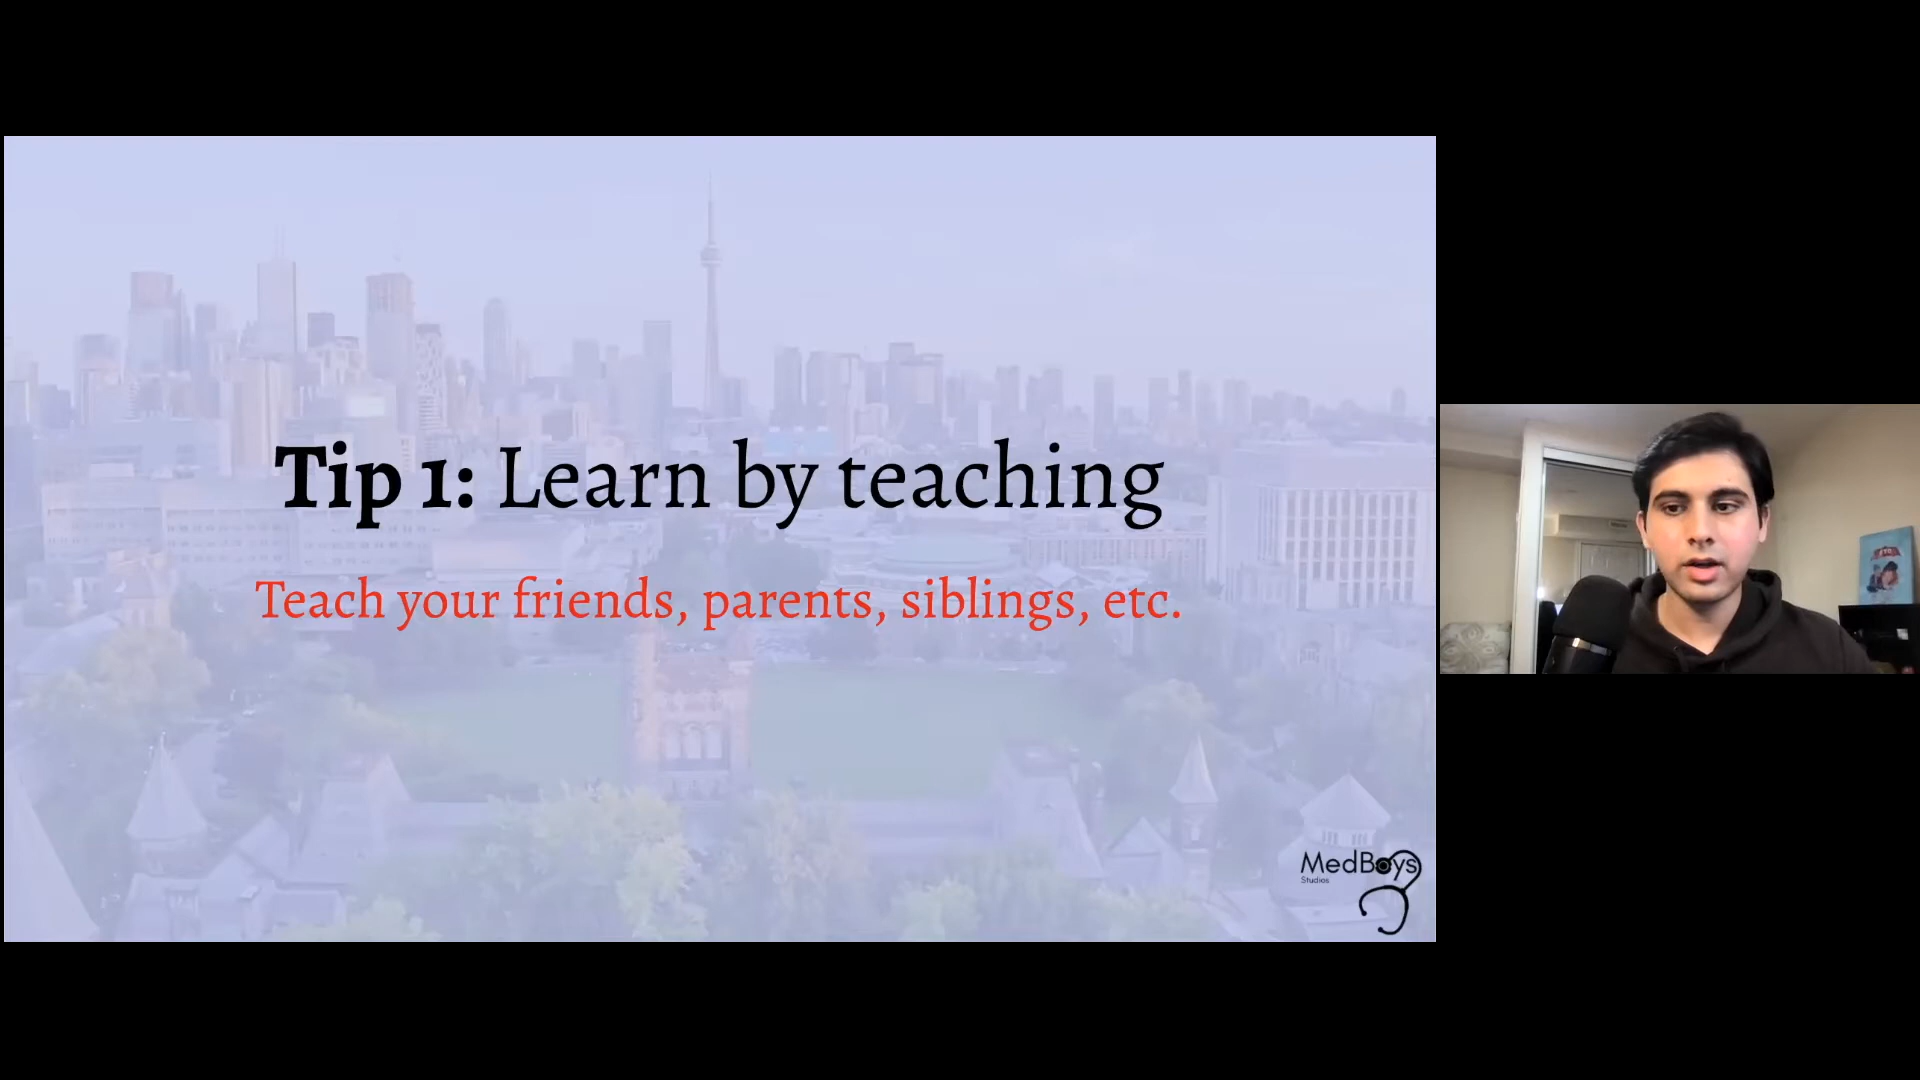 Tip 1: Learn by teaching
Teach your friends, parents, siblings, etc.
MedBoys
Studios